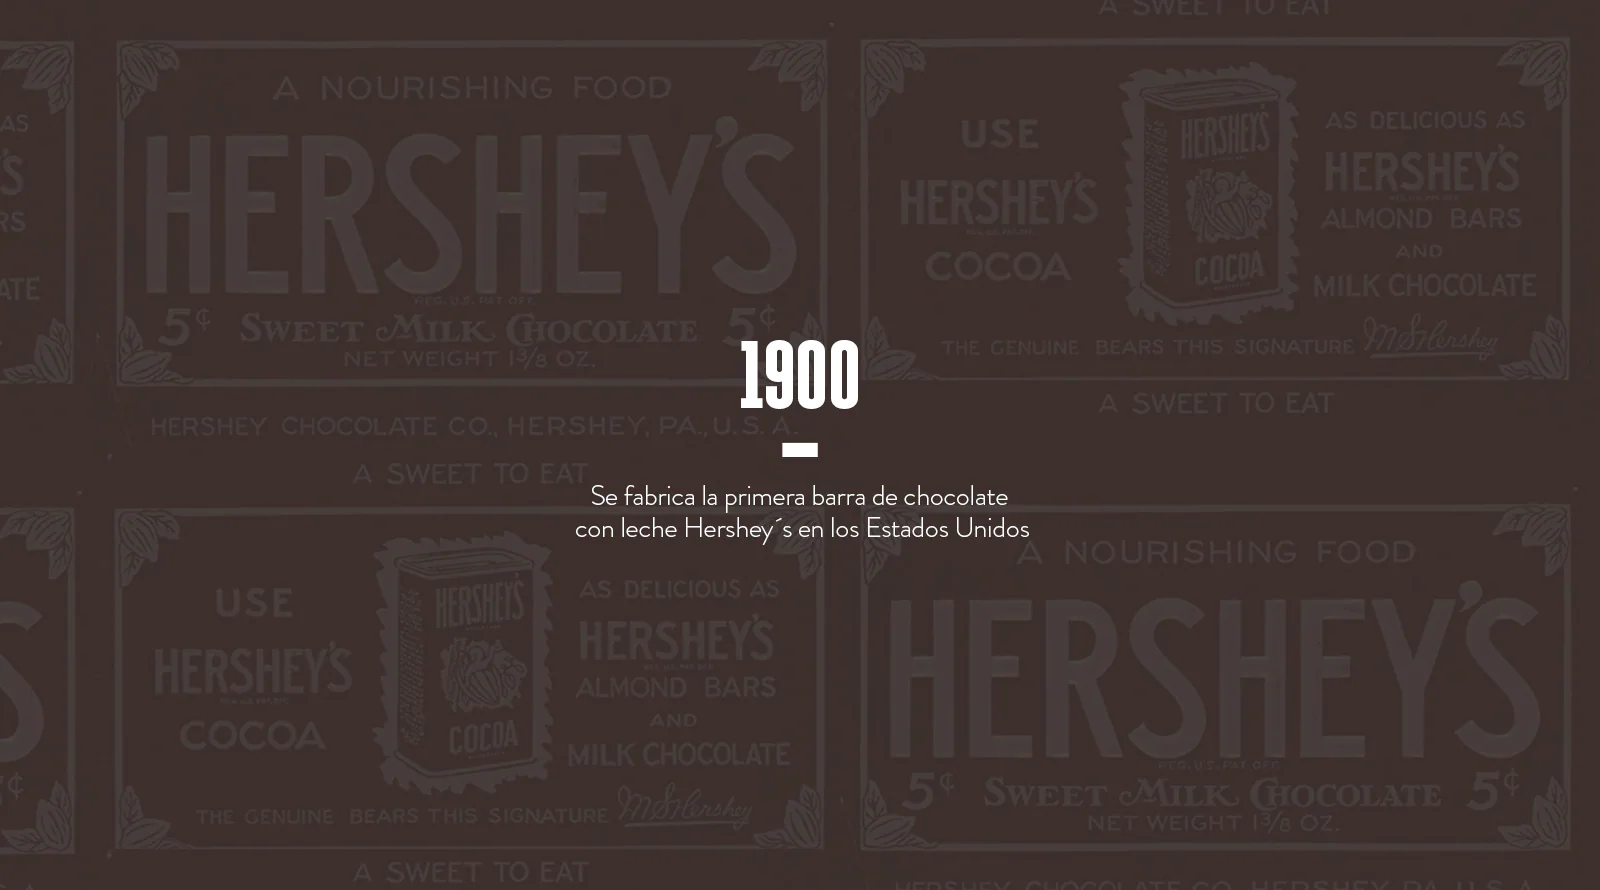 A SWEET TO EAT
A NOURISHING FOOD
HERSHEY'S
REG. U.S. PAT. OFF.
5¢ SWEET MILK CHOCOLATE 5¢
NET WEIGHT 1 3/8 OZ.
HERSHEY CHOCOLATE CO., HERSHEY, PA., U.S.A.
A SWEET TO EAT
USE
HERSHEY'S
COCOA
HERSHEY'S
COCOA
AS DELICIOUS AS
HERSHEY'S
ALMOND BARS
AND
MILK CHOCOLATE
THE GENUINE BEARS THIS SIGNATURE M.S. Hershey
A SWEET TO EAT
AS
'S
RS
ATE
1900
Se fabrica la primera barra de chocolate
con leche Hershey´s en los Estados Unidos
USE
HERSHEY'S
COCOA
HERSHEY'S
COCOA
AS DELICIOUS AS
HERSHEY'S
ALMOND BARS
AND
MILK CHOCOLATE
THE GENUINE BEARS THIS SIGNATURE M.S. Hershey
A SWEET TO EAT
A NOURISHING FOOD
HERSHEY'S
REG. U.S. PAT. OFF.
5¢ SWEET MILK CHOCOLATE 5¢
NET WEIGHT 1 3/8 OZ.
HERSHEY CHOCOLATE CO., HERSHEY, PA., U.S.A.
S
¢